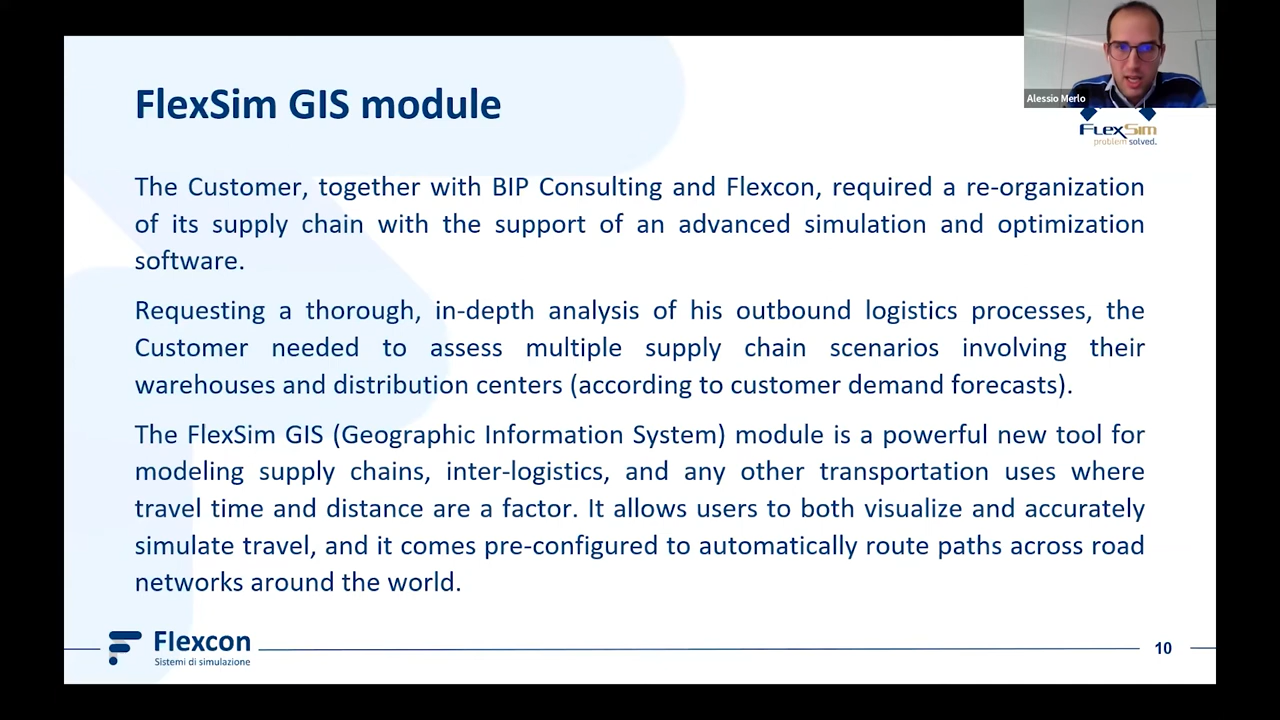 Alessio Merlo
FlexSim GIS module
FlexSim
problem solved.
The Customer, together with BIP Consulting and Flexcon, required a re-organization
of its supply chain with the support of an advanced simulation and optimization
software.
Requesting a thorough, in-depth analysis of his outbound logistics processes, the
Customer needed to assess multiple supply chain scenarios involving their
warehouses and distribution centers (according to customer demand forecasts).
The FlexSim GIS (Geographic Information System) module is a powerful new tool for
modeling supply chains, inter-logistics, and any other transportation uses where
travel time and distance are a factor. It allows users to both visualize and accurately
simulate travel, and it comes pre-configured to automatically route paths across road
networks around the world.
Flexcon
Sistemi di simulazione
10